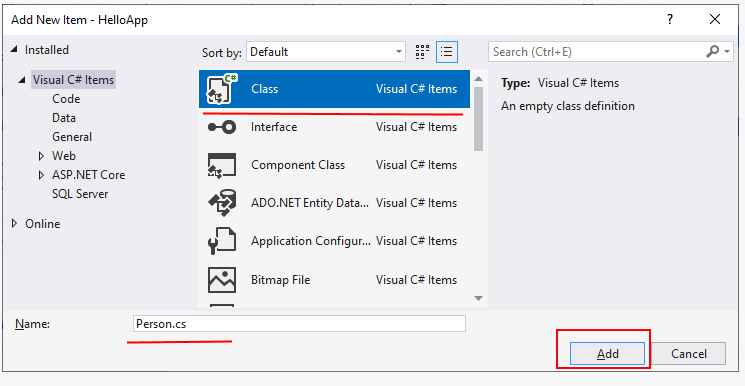 Add New Item - HelloApp
?
Installed
Visual C# Items
Code
Data
General
Web
ASP.NET Core
SQL Server
Online
Sort by: Default
Class Visual C# Items
Interface Visual C# Items
Component Class Visual C# Items
ADO.NET Entity Data... Visual C# Items
Application Configur... Visual C# Items
Bitmap File Visual C# Items
Search (Ctrl+E)
Type: Visual C# Items
An empty class definition
Name: Person.cs
Add Cancel